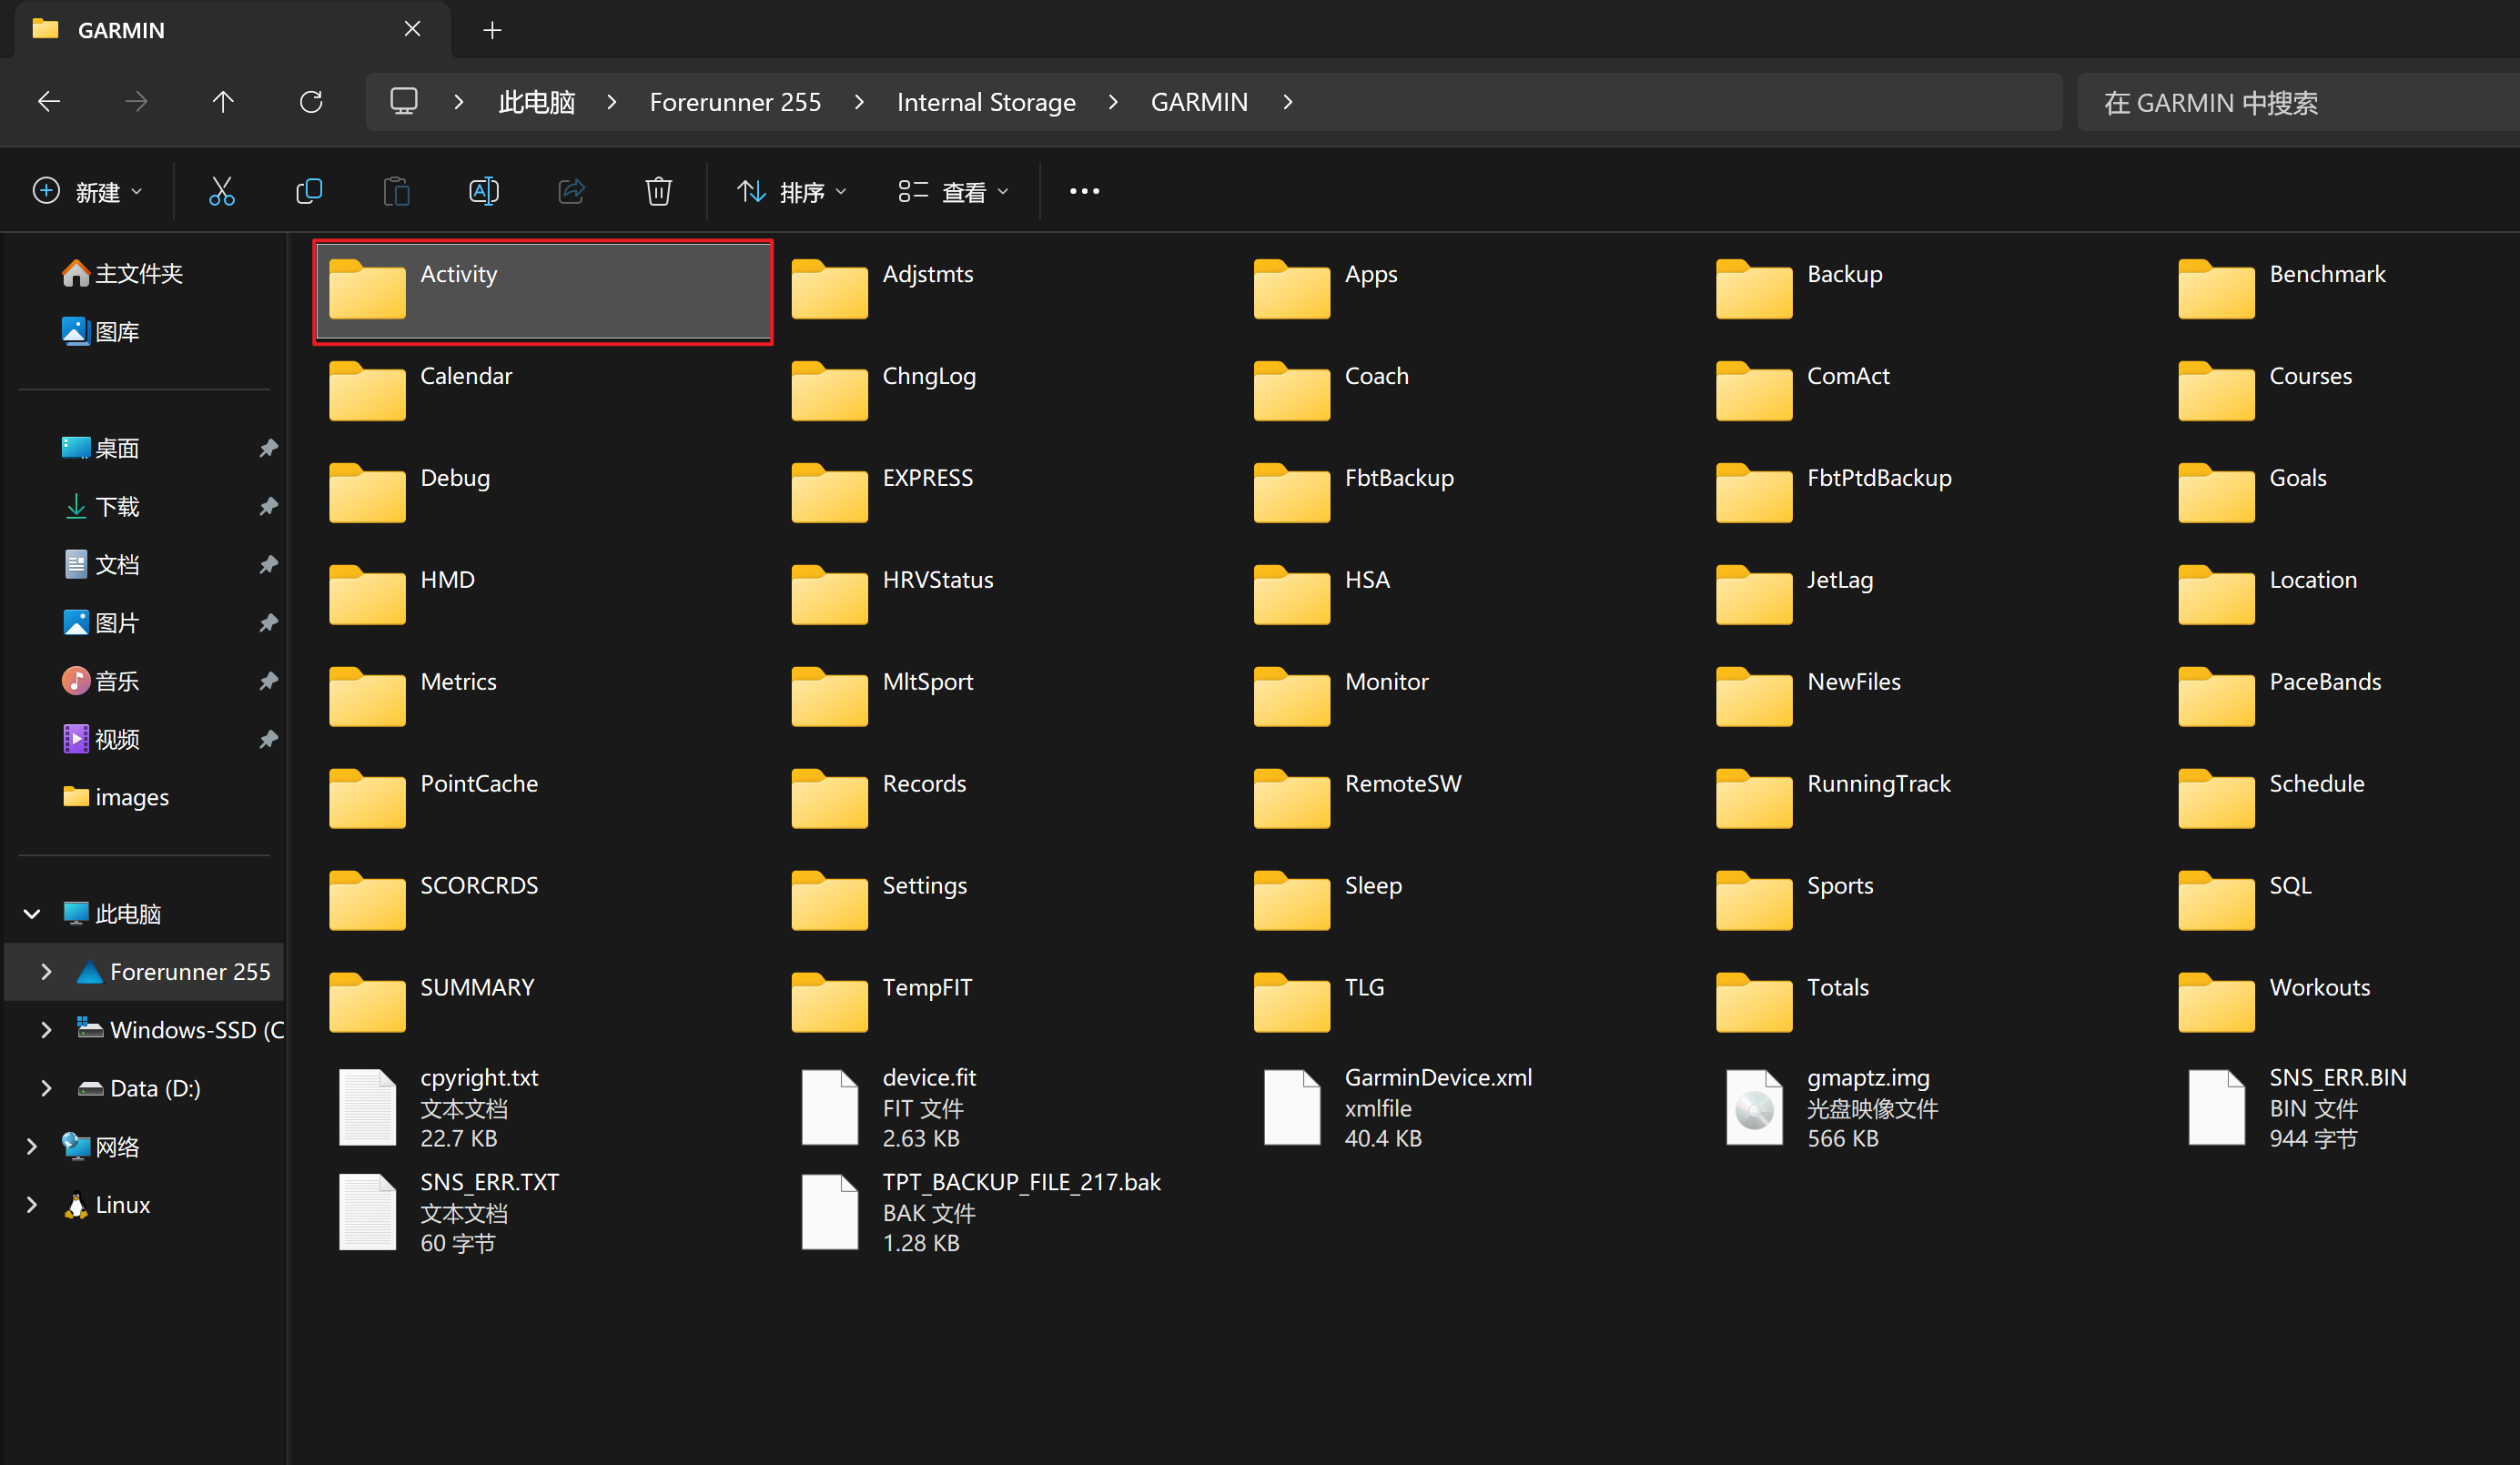 GARMIN
此电脑
Forerunner 255
Internal Storage
GARMIN
在 GARMIN 中搜索
新建
排序
查看
主文件夹
图库
桌面
下载
文档
图片
音乐
视频
images
此电脑
Forerunner 255
Windows-SSD (C
Data (D:)
网络
Linux
Activity
Adjstmts
Apps
Backup
Benchmark
Calendar
ChngLog
Coach
ComAct
Courses
Debug
EXPRESS
FbtBackup
FbtPtdBackup
Goals
HMD
HRVStatus
HSA
JetLag
Location
Metrics
MltSport
Monitor
NewFiles
PaceBands
PointCache
Records
RemoteSW
RunningTrack
Schedule
SCORCRDS
Settings
Sleep
Sports
SQL
SUMMARY
TempFIT
TLG
Totals
Workouts
cpyright.txt
文本文档
22.7 KB
device.fit
FIT 文件
2.63 KB
GarminDevice.xml
xmlfile
40.4 KB
gmaptz.img
光盘映像文件
566 KB
SNS_ERR.BIN
BIN 文件
944 字节
SNS_ERR.TXT
文本文档
60 字节
TPT_BACKUP_FILE_217.bak
BAK 文件
1.28 KB